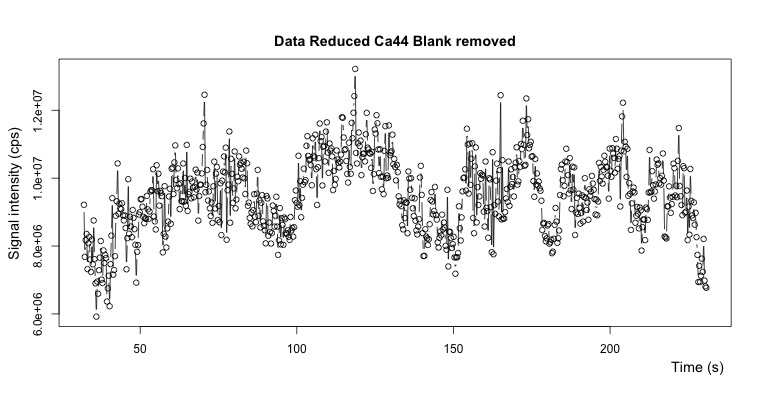 Data Reduced Ca44 Blank removed
Signal intensity (cps)
1.2e+07
1.0e+07
8.0e+06
6.0e+06
50
100
150
200
Time (s)